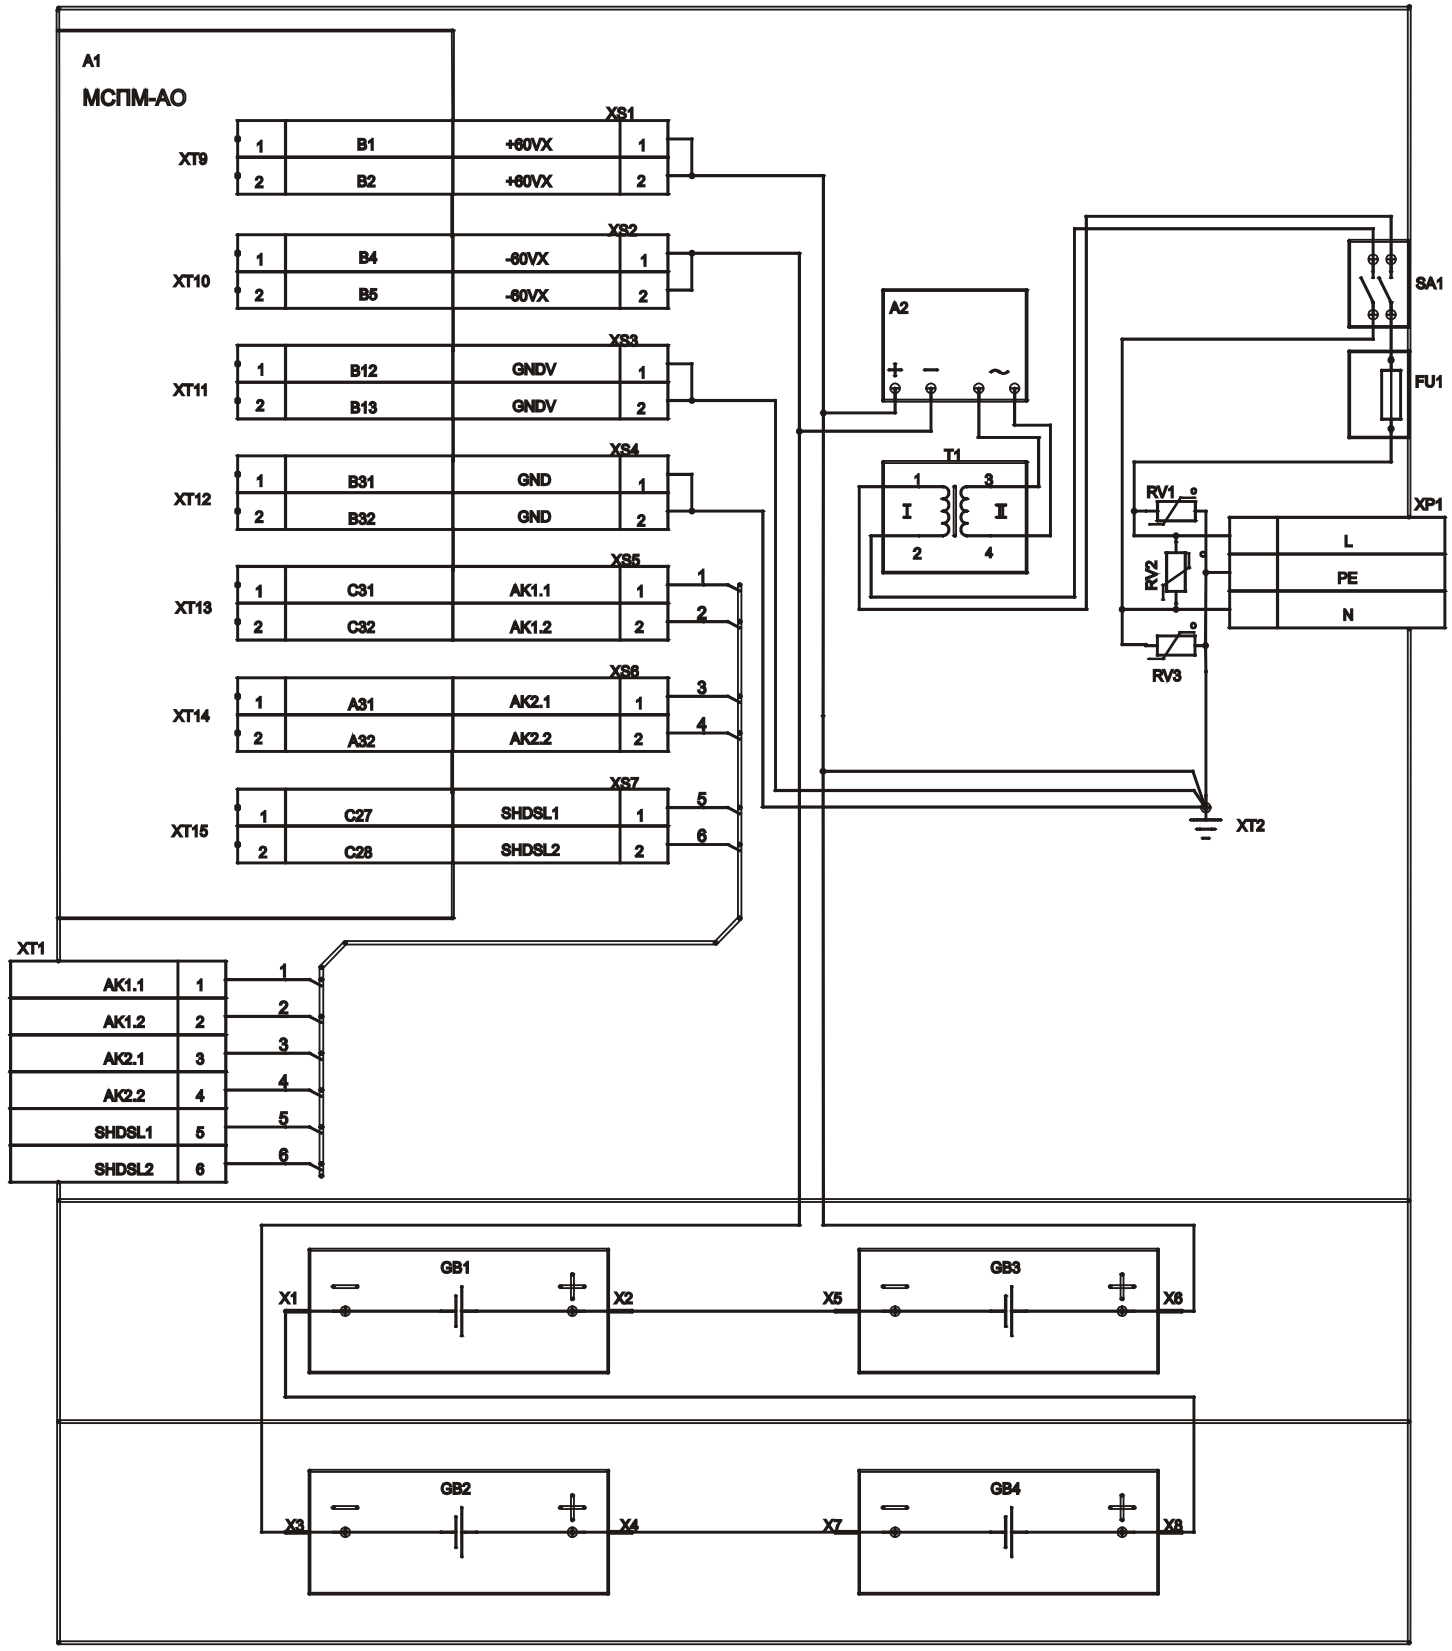 A1
МСПМ-АО
XS1
XT9
1 B1 +60VX 1
2 B2 +60VX 2
XS2
XT10
1 B4 -60VX 1
2 B5 -60VX 2
XS3
XT11
1 B12 GNDV 1
2 B13 GNDV 2
XS4
XT12
1 B31 GND 1
2 B32 GND 2
XS5
XT13
1 C31 AK1.1 1 1
2 C32 AK1.2 2 2
XS6
XT14
1 A31 AK2.1 1 3
2 A32 AK2.2 2 4
XS7
XT15
1 C27 SHDSL1 1 5
2 C28 SHDSL2 2 6
A2
+ − ~
T1
1 3
I II
2 4
SA1
FU1
RV1
XP1
L
RV2
PE
N
RV3
XT2
XT1
AK1.1 1 1
AK1.2 2 2
AK2.1 3 3
AK2.2 4 4
SHDSL1 5 5
SHDSL2 6 6
GB1
− +
X1 X2
GB3
− +
X5 X6
GB2
− +
X3 X4
GB4
− +
X7 X8